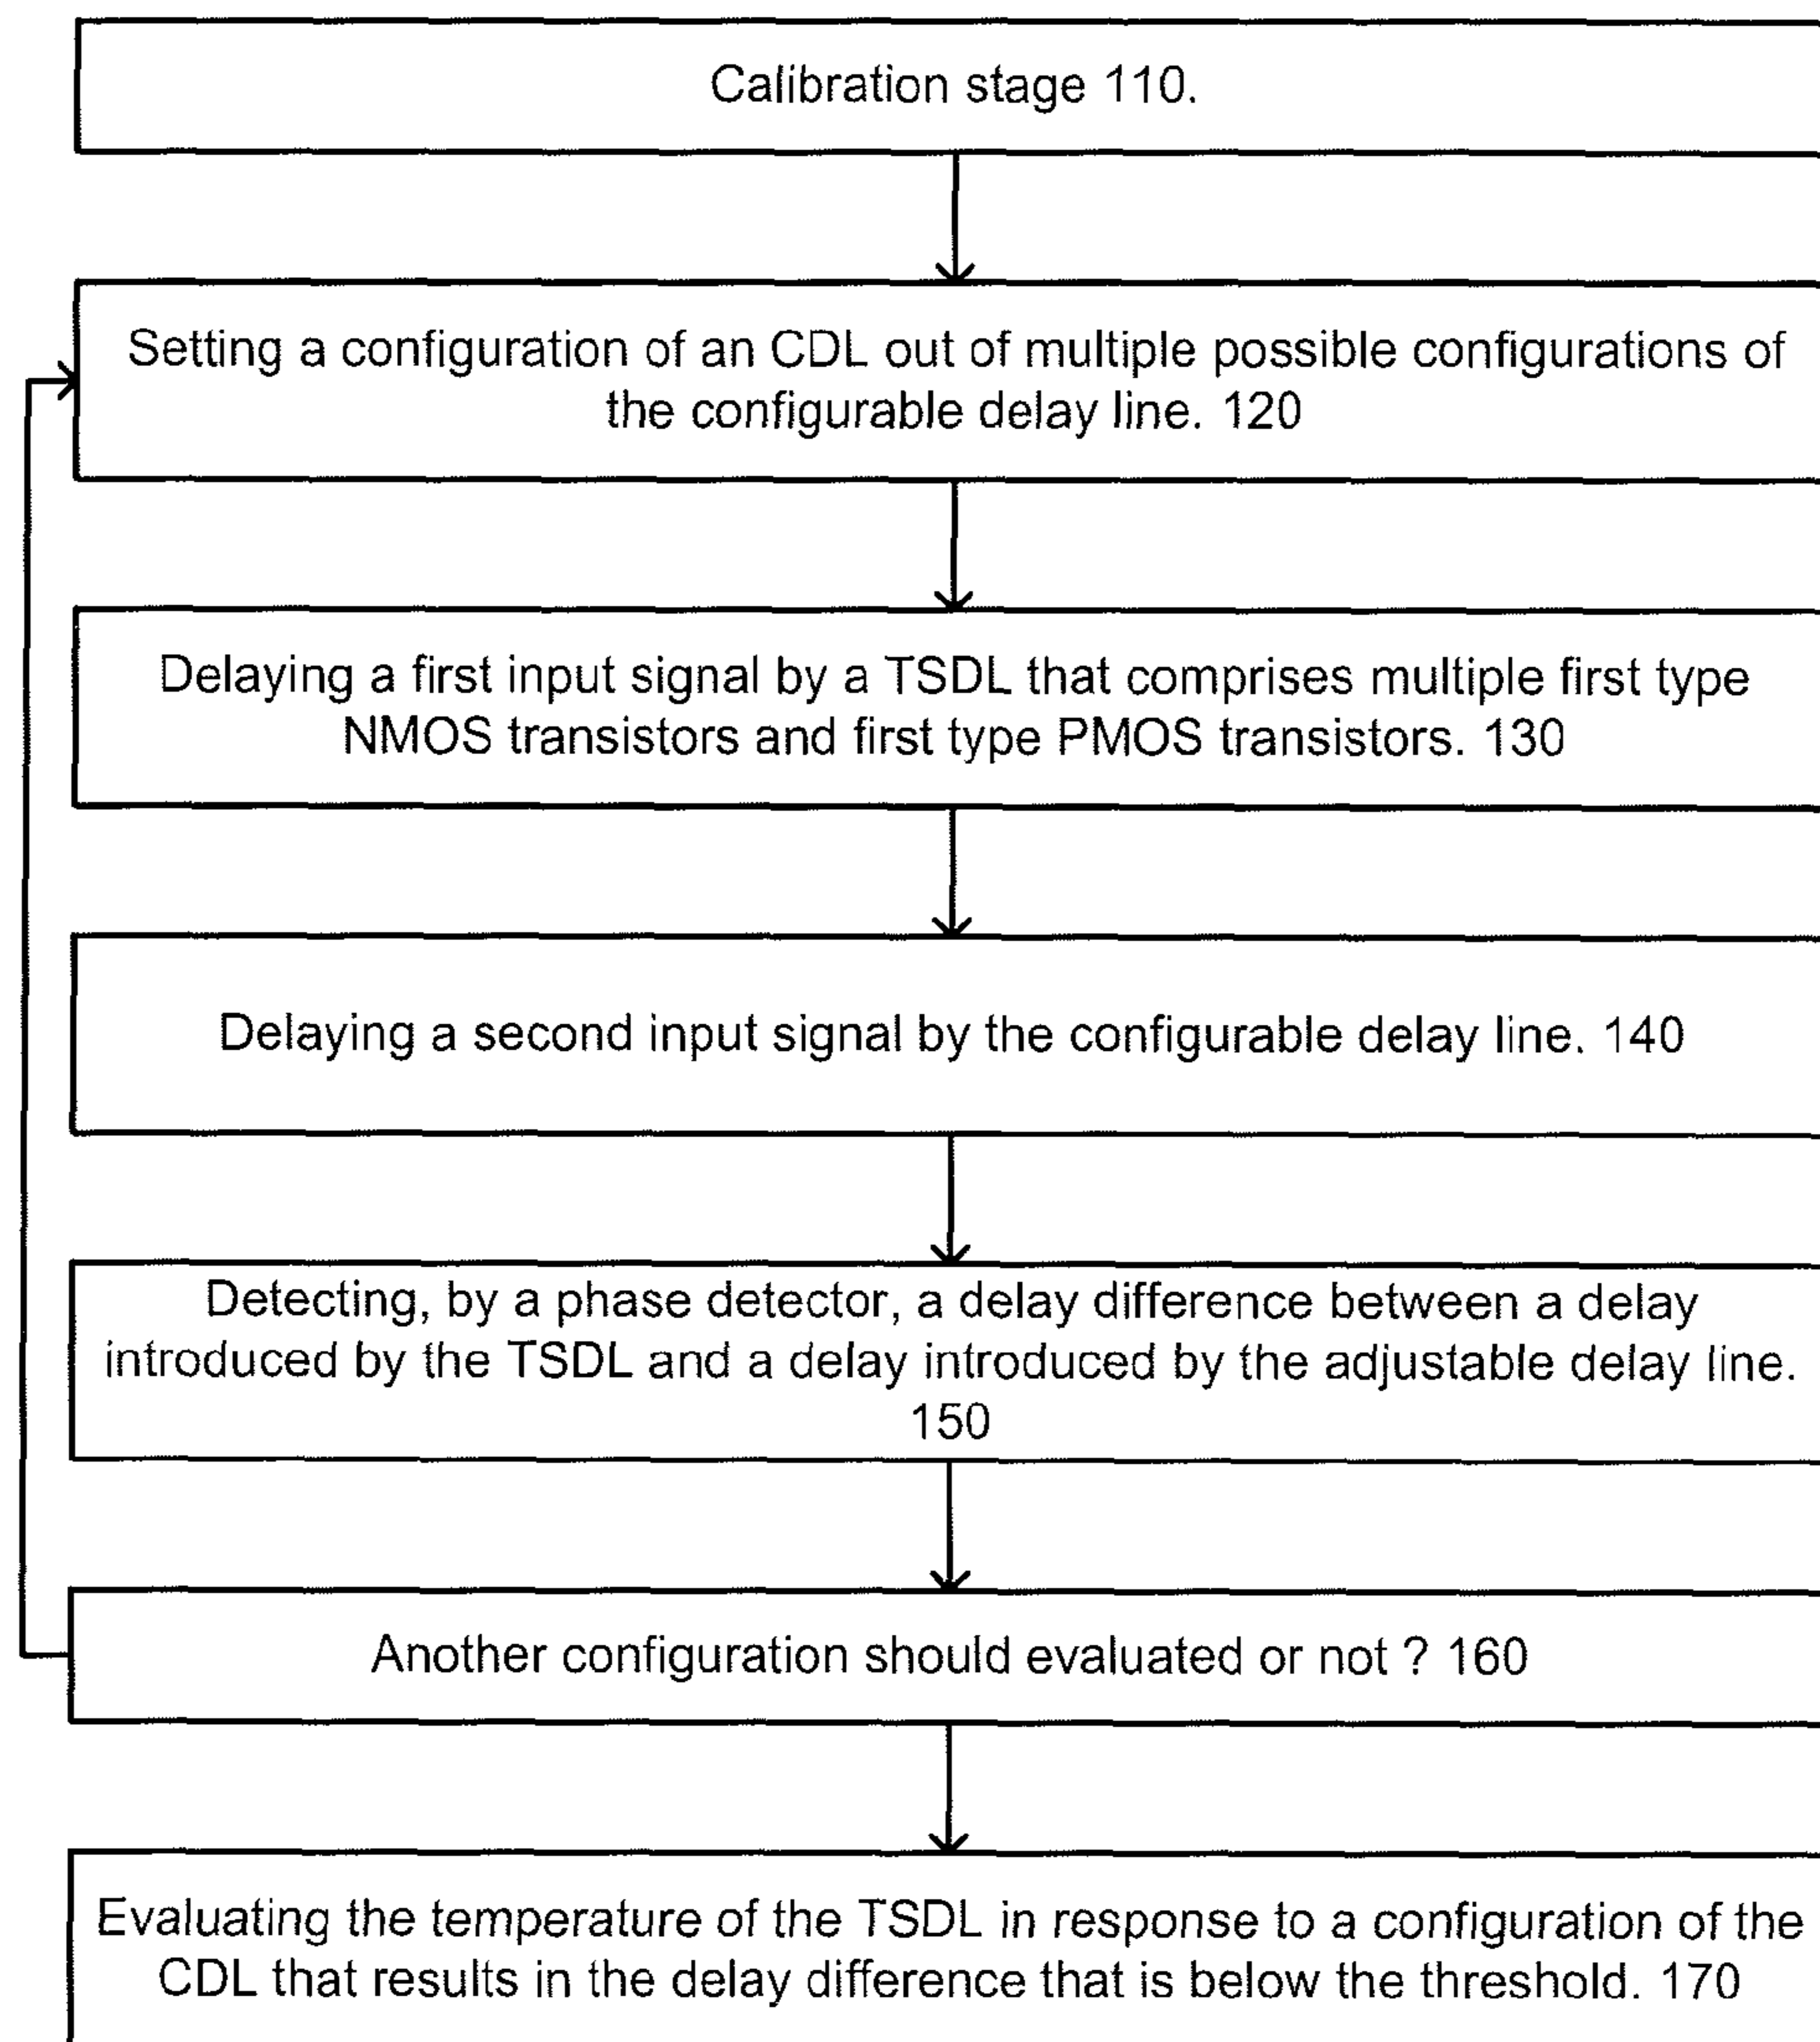 Calibration stage 110.
Setting a configuration of an CDL out of multiple possible configurations of
the configurable delay line. 120
Delaying a first input signal by a TSDL that comprises multiple first type
NMOS transistors and first type PMOS transistors. 130
Delaying a second input signal by the configurable delay line. 140
Detecting, by a phase detector, a delay difference between a delay
introduced by the TSDL and a delay introduced by the adjustable delay line.
150
Another configuration should evaluated or not ? 160
Evaluating the temperature of the TSDL in response to a configuration of the
CDL that results in the delay difference that is below the threshold. 170